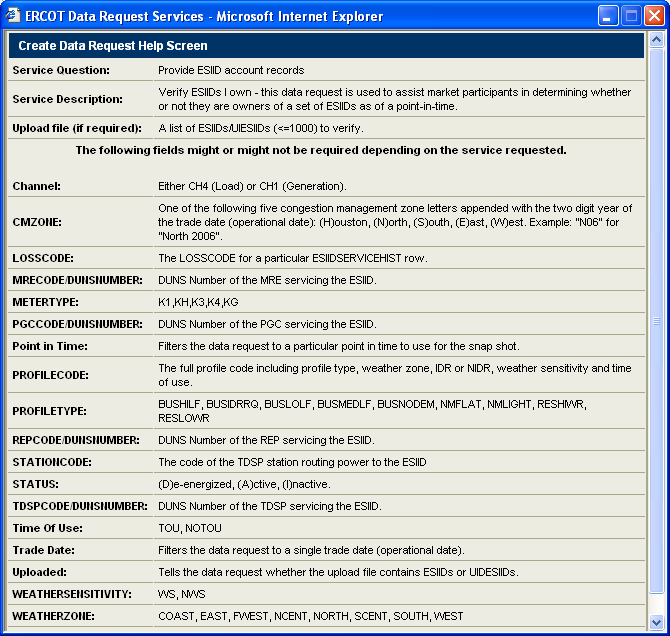 ERCOT Data Request Services - Microsoft Internet Explorer
Create Data Request Help Screen
Service Question: Provide ESIID account records
Service Description: Verify ESIIDs I own - this data request is used to assist market participants in determining whether
or not they are owners of a set of ESIIDs as of a point-in-time.
Upload file (if required): A list of ESIIDs/UIESIIDs (<=1000) to verify.
The following fields might or might not be required depending on the service requested.
Channel: Either CH4 (Load) or CH1 (Generation).
CMZONE: One of the following five congestion management zone letters appended with the two digit year of
the trade date (operational date): (H)ouston, (N)orth, (S)outh, (E)ast, (W)est. Example: "N06" for
"North 2006".
LOSSCODE: The LOSSCODE for a particular ESIIDSERVICEHIST row.
MRECODE/DUNSNUMBER: DUNS Number of the MRE servicing the ESIID.
METERTYPE: K1,KH,K3,K4,KG
PGCCODE/DUNSNUMBER: DUNS Number of the PGC servicing the ESIID.
Point in Time: Filters the data request to a particular point in time to use for the snap shot.
PROFILECODE: The full profile code including profile type, weather zone, IDR or NIDR, weather sensitivity and time
of use.
PROFILETYPE: BUSHILF, BUSIDRRQ, BUSLOLF, BUSMEDLF, BUSNODEM, NMFLAT, NMLIGHT, RESHIWR,
RESLOWR
REPCODE/DUNSNUMBER: DUNS Number of the REP servicing the ESIID.
STATIONCODE: The code of the TDSP station routing power to the ESIID
STATUS: (D)e-energized, (A)ctive, (I)nactive.
TDSPCODE/DUNSNUMBER: DUNS Number of the TDSP servicing the ESIID.
Time Of Use: TOU, NOTOU
Trade Date: Filters the data request to a single trade date (operational date).
Uploaded: Tells the data request whether the upload file contains ESIIDs or UIDESIIDs.
WEATHERSENSITIVITY: WS, NWS
WEATHERZONE: COAST, EAST, FWEST, NCENT, NORTH, SCENT, SOUTH, WEST